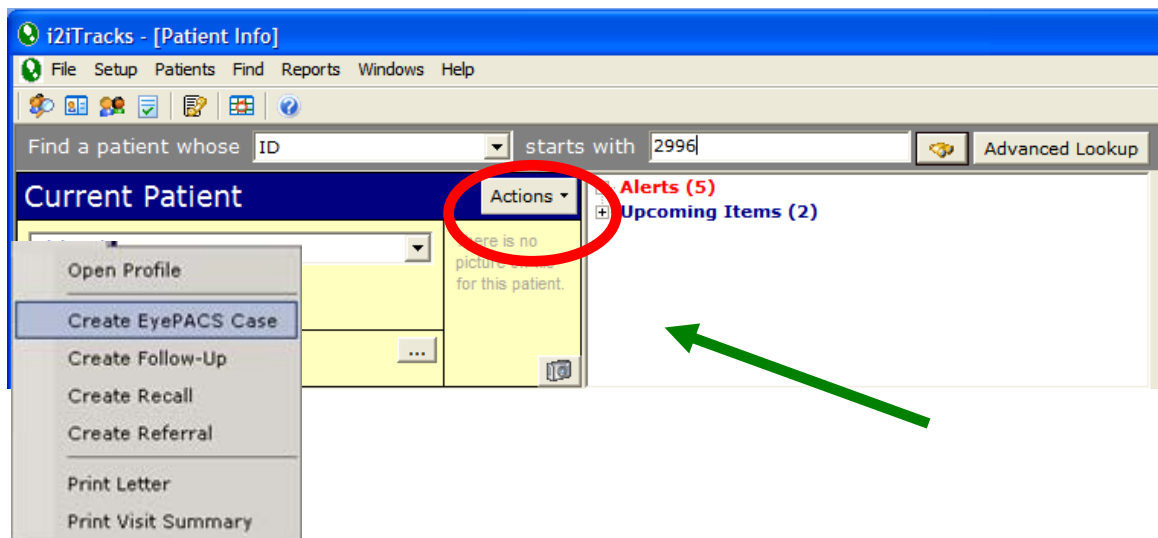 i2iTracks - [Patient Info]
File Setup Patients Find Reports Windows Help
Find a patient whose ID starts with 2996 Advanced Lookup
Current Patient Actions
Alerts (5)
Upcoming Items (2)
is no
picture
for this patient.
...
Open Profile
Create EyePACS Case
Create Follow-Up
Create Recall
Create Referral
Print Letter
Print Visit Summary